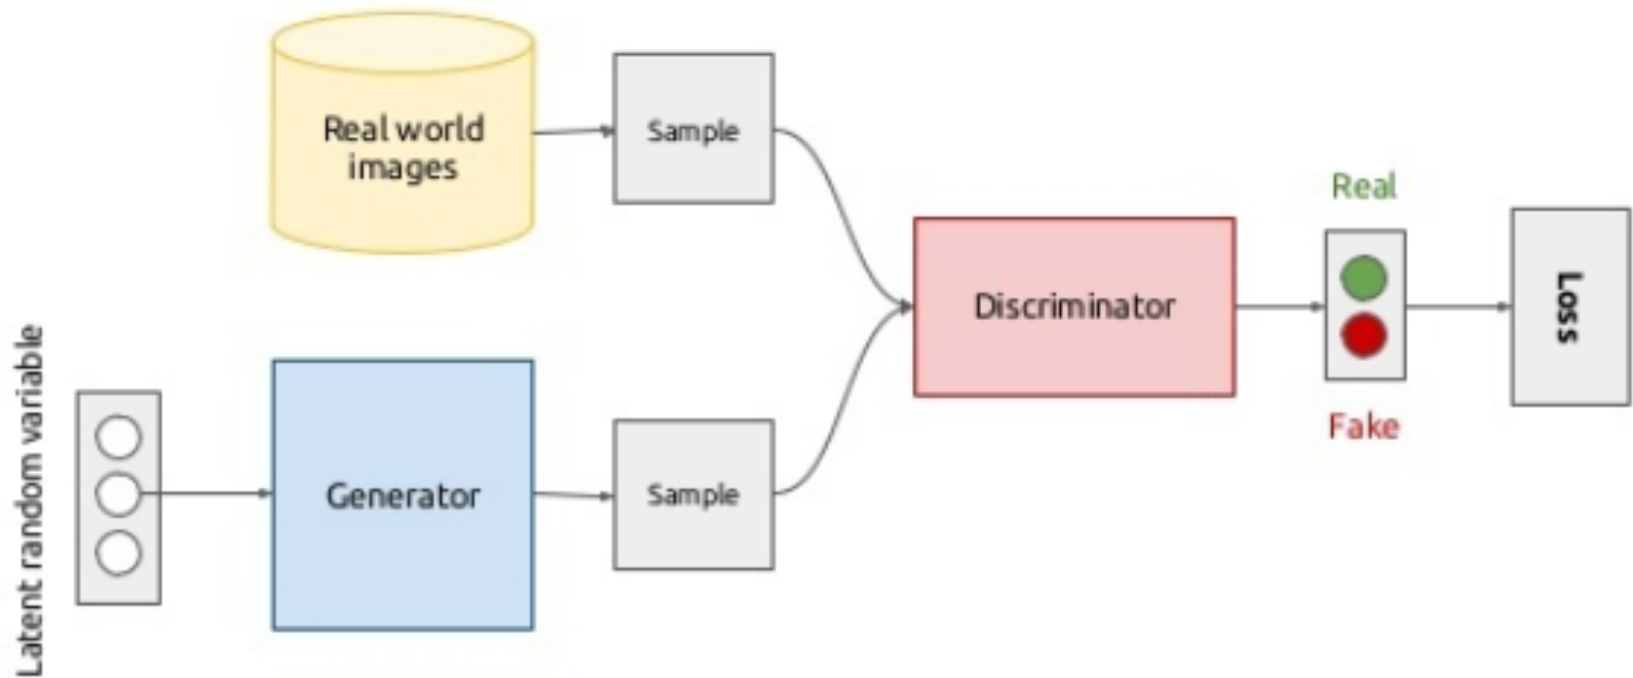 Real world
images
Sample
Real
Discriminator
Loss
Fake
Latent random variable
Generator
Sample